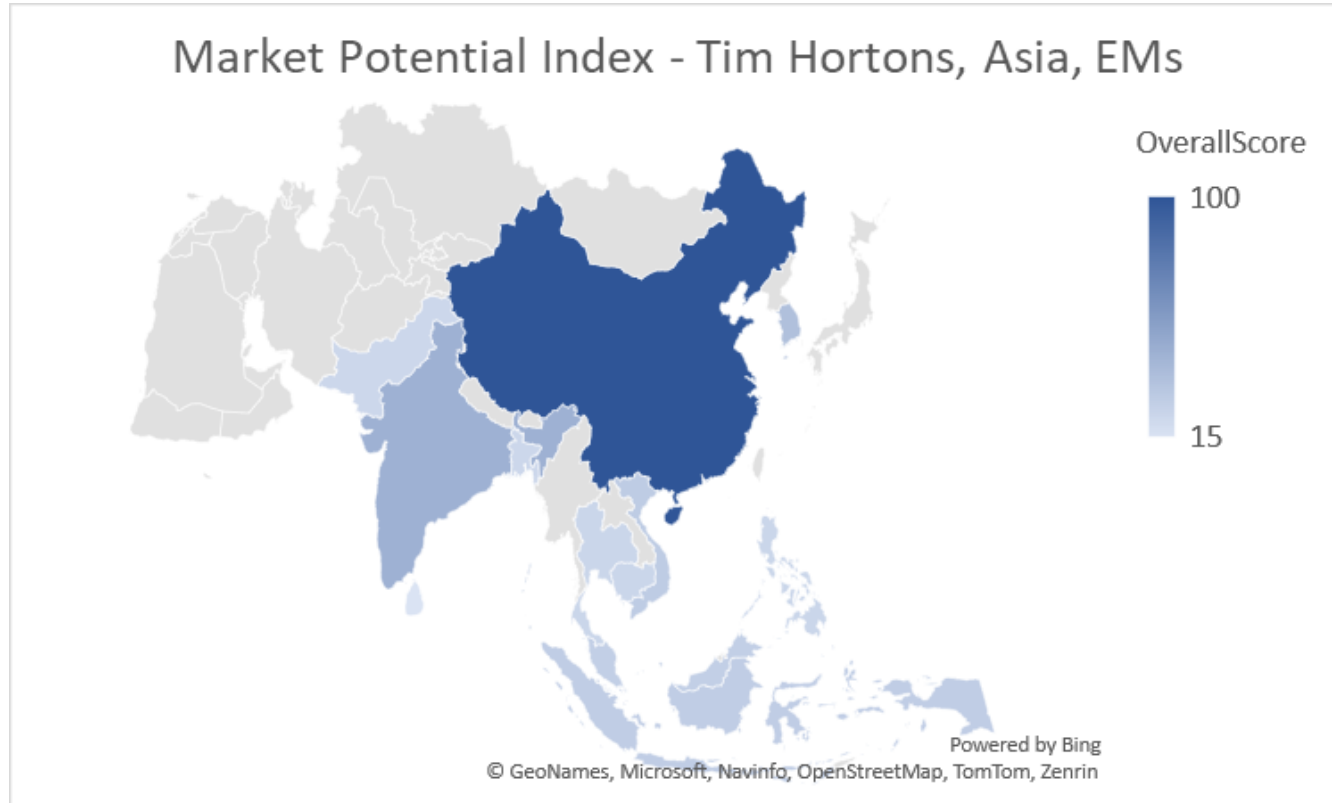 Market Potential Index - Tim Hortons, Asia, EMs
OverallScore
100
15
Powered by Bing
© GeoNames, Microsoft, Navinfo, OpenStreetMap, TomTom, Zenrin